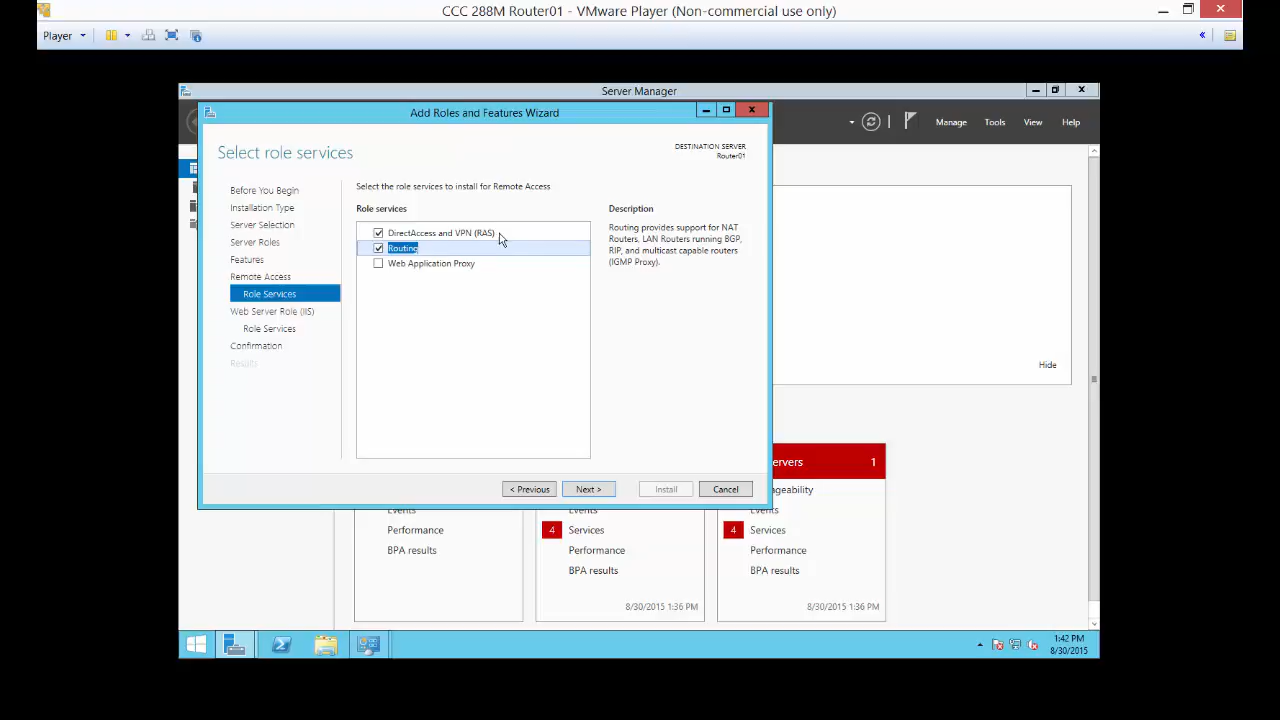 CCC 288M Router01 - VMware Player (Non-commercial use only)
Player
Server Manager
Add Roles and Features Wizard
Manage
Tools
View
Help
Select role services
DESTINATION SERVER
Router01
Before You Begin
Installation Type
Server Selection
Server Roles
Features
Remote Access
Role Services
Web Server Role (IIS)
Role Services
Confirmation
Results
Select the role services to install for Remote Access
Role services
DirectAccess and VPN (RAS)
Routing
Web Application Proxy
Description
Routing provides support for NAT
Routers, LAN Routers running BGP,
RIP, and multicast capable routers
(IGMP Proxy).
Hide
< Previous
Next >
Install
Cancel
ervers 1
ageability
Events
Performance
BPA results
Events
4 Services
Performance
BPA results
8/30/2015 1:36 PM
Events
4 Services
Performance
BPA results
8/30/2015 1:36 PM
1:42 PM
8/30/2015